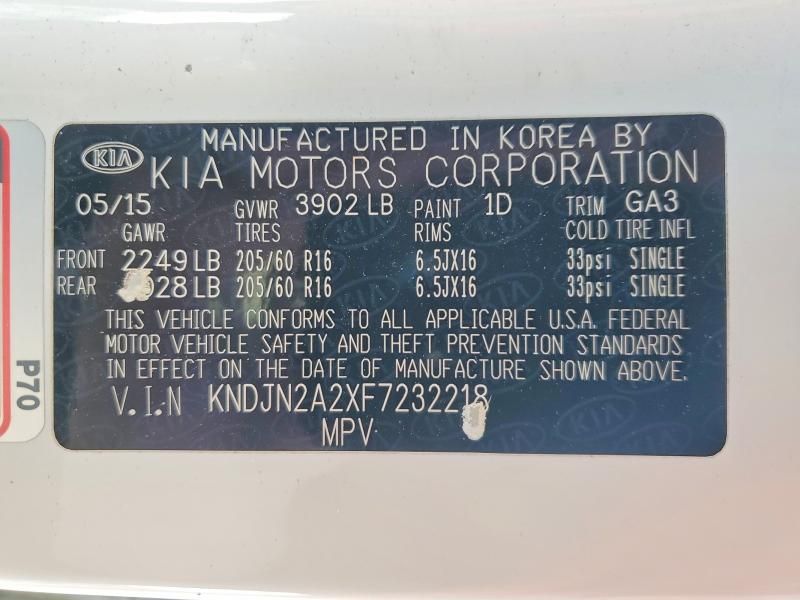 MANUFACTURED IN KOREA BY
KIA KIA MOTORS CORPORATION
05/15 GVWR 3902 LB PAINT 1D TRIM GA3
GAWR TIRES RIMS COLD TIRE INFL
FRONT 2249 LB 205/60 R16 6.5JX16 33psi SINGLE
REAR 28LB 205/60 R16 6.5JX16 33psi SINGLE
THIS VEHICLE CONFORMS TO ALL APPLICABLE U.S.A. FEDERAL
MOTOR VEHICLE SAFETY AND THEFT PREVENTION STANDARDS
IN EFFECT ON THE DATE OF MANUFACTURE SHOWN ABOVE.
V.I.N KNDJN2A2XF7232218
MPV
P70